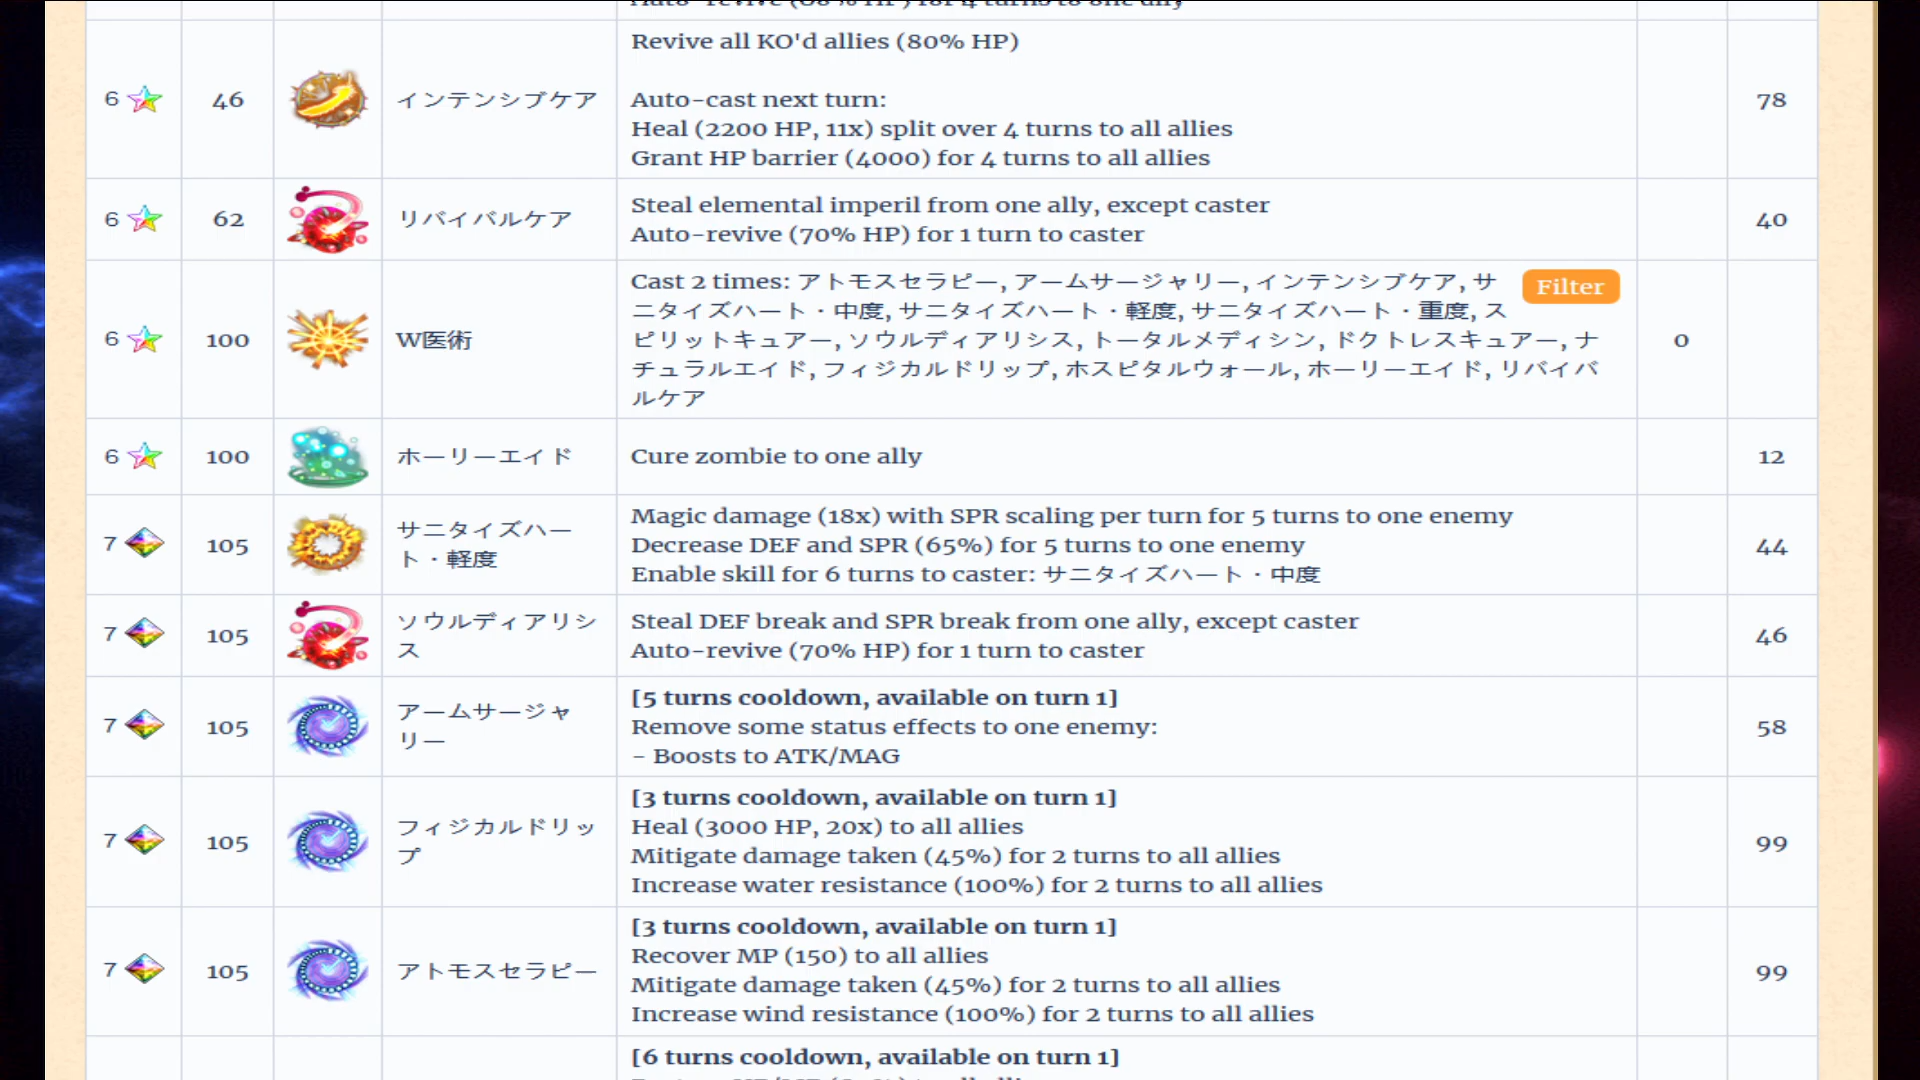 Auto-revive (80% HP) for 4 turns to one ally
6 46 インテンシブケア
Revive all KO'd allies (80% HP)
Auto-cast next turn:
Heal (2200 HP, 11x) split over 4 turns to all allies
Grant HP barrier (4000) for 4 turns to all allies
78
6 62 リバイバルケア
Steal elemental imperil from one ally, except caster
Auto-revive (70% HP) for 1 turn to caster
40
6 100 W医術
Cast 2 times: アトモスセラピー, アームサージャリー, インテンシブケア, サ
ニタイズハート・中度, サニタイズハート・軽度, サニタイズハート・重度, ス
ピリットキュアー, ソウルディアリシス, トータルメディシン, ドクトレスキュアー, ナ
チュラルエイド, フィジカルドリップ, ホスピタルウォール, ホーリーエイド, リバイバ
ルケア
Filter
0
6 100 ホーリーエイド
Cure zombie to one ally
12
7 105 サニタイズハー
ト・軽度
Magic damage (18x) with SPR scaling per turn for 5 turns to one enemy
Decrease DEF and SPR (65%) for 5 turns to one enemy
Enable skill for 6 turns to caster: サニタイズハート・中度
44
7 105 ソウルディアリシ
ス
Steal DEF break and SPR break from one ally, except caster
Auto-revive (70% HP) for 1 turn to caster
46
7 105 アームサージャ
リー
[5 turns cooldown, available on turn 1]
Remove some status effects to one enemy:
- Boosts to ATK/MAG
58
7 105 フィジカルドリッ
プ
[3 turns cooldown, available on turn 1]
Heal (3000 HP, 20x) to all allies
Mitigate damage taken (45%) for 2 turns to all allies
Increase water resistance (100%) for 2 turns to all allies
99
7 105 アトモスセラピー
[3 turns cooldown, available on turn 1]
Recover MP (150) to all allies
Mitigate damage taken (45%) for 2 turns to all allies
Increase wind resistance (100%) for 2 turns to all allies
99
[6 turns cooldown, available on turn 1]